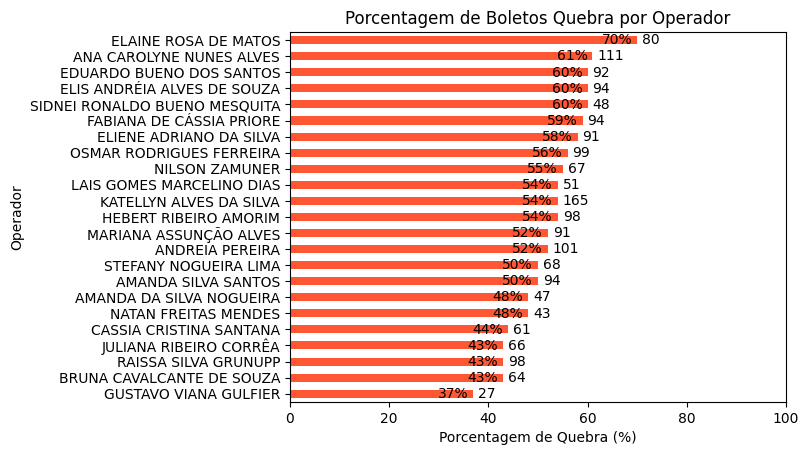 Porcentagem de Boletos Quebra por Operador
ELAINE ROSA DE MATOS 70% 80
ANA CAROLYNE NUNES ALVES 61% 111
EDUARDO BUENO DOS SANTOS 60% 92
ELIS ANDRÉIA ALVES DE SOUZA 60% 94
SIDNEI RONALDO BUENO MESQUITA 60% 48
FABIANA DE CÁSSIA PRIORE 59% 94
ELIENE ADRIANO DA SILVA 58% 91
OSMAR RODRIGUES FERREIRA 56% 99
NILSON ZAMUNER 55% 67
LAIS GOMES MARCELINO DIAS 54% 51
KATELLYN ALVES DA SILVA 54% 165
HEBERT RIBEIRO AMORIM 54% 98
MARIANA ASSUNÇÃO ALVES 52% 91
ANDREIA PEREIRA 52% 101
STEFANY NOGUEIRA LIMA 50% 68
AMANDA SILVA SANTOS 50% 94
AMANDA DA SILVA NOGUEIRA 48% 47
NATAN FREITAS MENDES 48% 43
CASSIA CRISTINA SANTANA 44% 61
JULIANA RIBEIRO CORRÊA 43% 66
RAISSA SILVA GRUNUPP 43% 98
BRUNA CAVALCANTE DE SOUZA 43% 64
GUSTAVO VIANA GULFIER 37% 27
Operador
0 20 40 60 80 100
Porcentagem de Quebra (%)